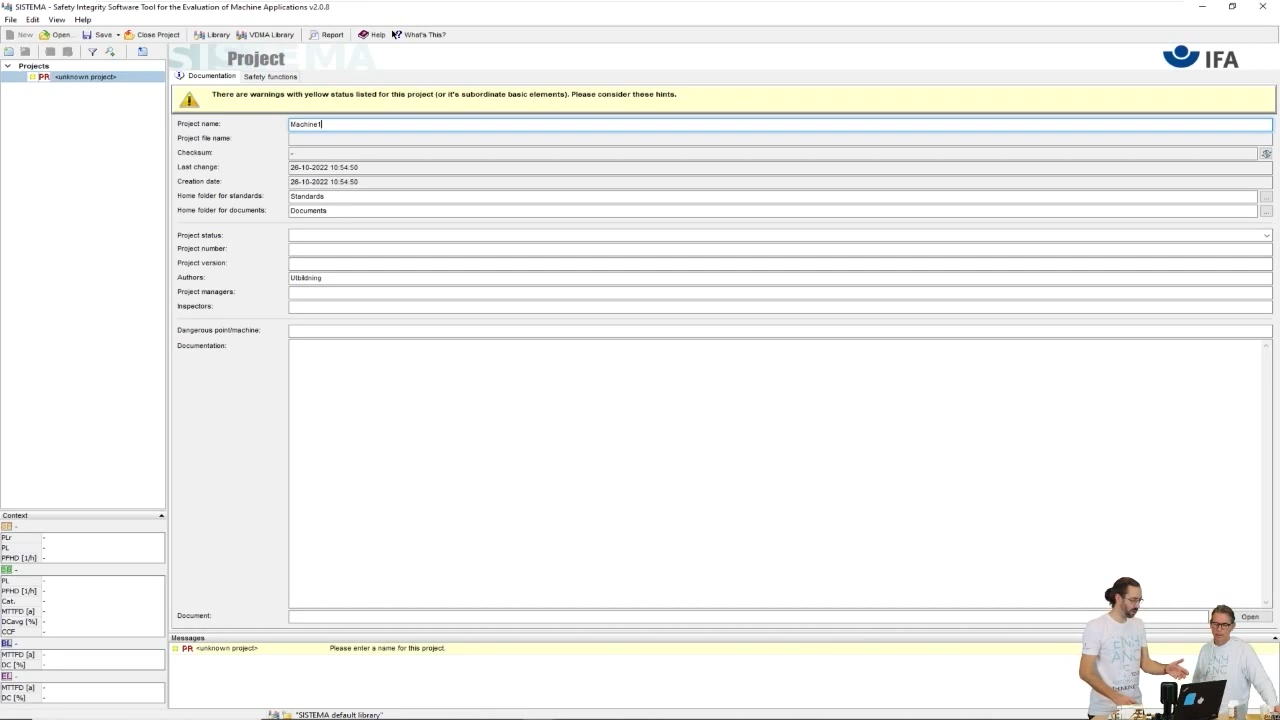 SISTEMA - Safety Integrity Software Tool for the Evaluation of Machine Applications v2.0.8
File Edit View Help
New Open... Save Close Project Library VDMA Library Report Help What's This?
SISTEMA
Project
IFA
Projects
PR <unknown project>
Documentation Safety functions
There are warnings with yellow status listed for this project (or it's subordinate basic elements). Please consider these hints.
Project name: Machine1
Project file name:
Checksum: -
Last change: 26-10-2022 10:54:50
Creation date: 26-10-2022 10:54:50
Home folder for standards: Standards ...
Home folder for documents: Documents ...
Project status:
Project number:
Project version:
Authors: Utbildning
Project managers:
Inspectors:
Dangerous point/machine:
Documentation:
Document: Open
Context
SF -
PLr -
PL -
PFHD [1/h] -
SB -
PL -
PFHD [1/h] -
Cat. -
MTTFD [a] -
DCavg [%] -
CCF -
BL -
MTTFD [a] -
DC [%] -
EL -
MTTFD [a] -
DC [%] -
Messages
PR <unknown project> Please enter a name for this project.
"SISTEMA default library"